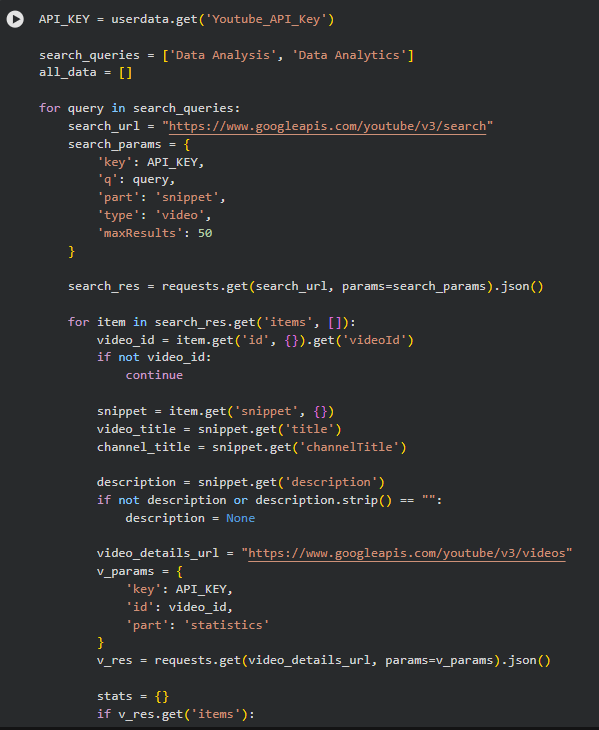 API_KEY = userdata.get('Youtube_API_Key')
search_queries = ['Data Analysis', 'Data Analytics']
all_data = []
for query in search_queries:
    search_url = "https://www.googleapis.com/youtube/v3/search"
    search_params = {
        'key': API_KEY,
        'q': query,
        'part': 'snippet',
        'type': 'video',
        'maxResults': 50
    }
    search_res = requests.get(search_url, params=search_params).json()
    for item in search_res.get('items', []):
        video_id = item.get('id', {}).get('videoId')
        if not video_id:
            continue
        snippet = item.get('snippet', {})
        video_title = snippet.get('title')
        channel_title = snippet.get('channelTitle')
        description = snippet.get('description')
        if not description or description.strip() == "":
            description = None
        video_details_url = "https://www.googleapis.com/youtube/v3/videos"
        v_params = {
            'key': API_KEY,
            'id': video_id,
            'part': 'statistics'
        }
        v_res = requests.get(video_details_url, params=v_params).json()
        stats = {}
        if v_res.get('items'):